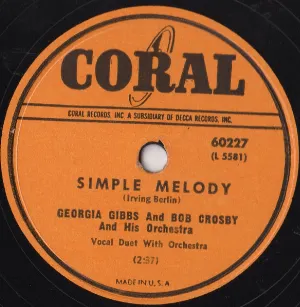 CORAL
CORAL RECORDS, INC. A SUBSIDIARY OF DECCA RECORDS, INC.
60227
(L 5581)
SIMPLE MELODY
(Irving Berlin)
GEORGIA GIBBS And BOB CROSBY
And His Orchestra
Vocal Duet With Orchestra
(2:37)
MADE IN U.S.A